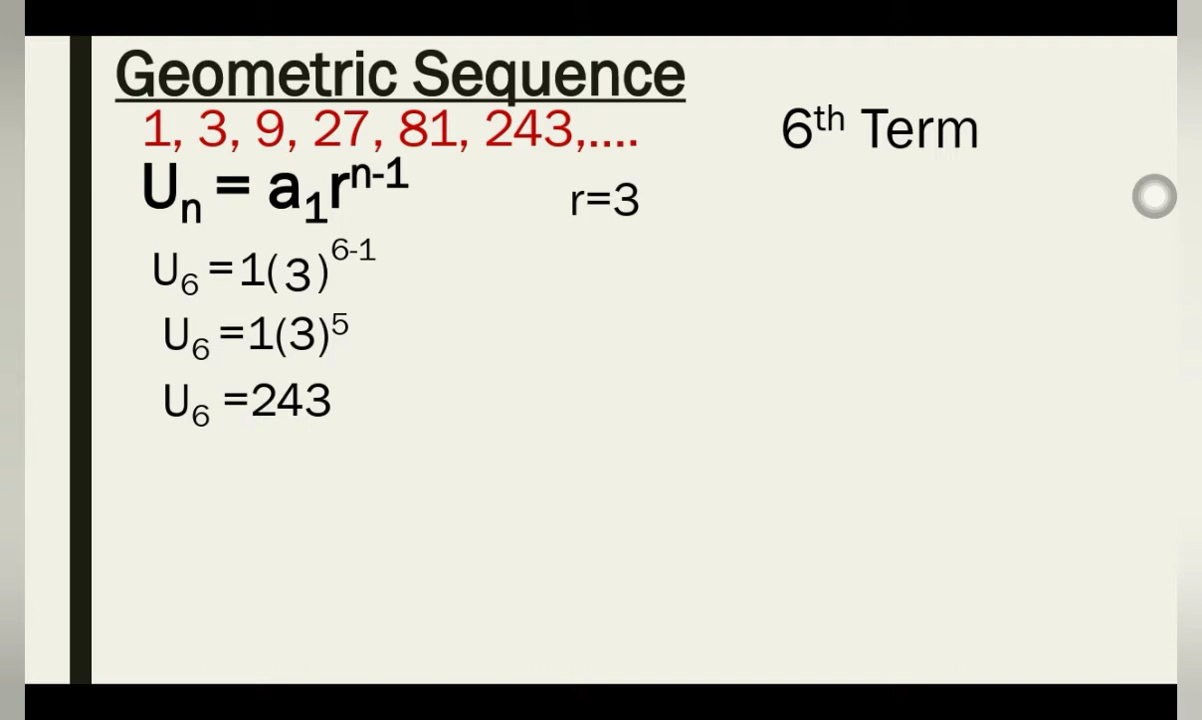 Geometric Sequence
1, 3, 9, 27, 81, 243,.... 6th Term
Uₙ = a₁rⁿ⁻¹ r=3
U₆ =1(3)⁶⁻¹
U₆ =1(3)⁵
U₆ =243